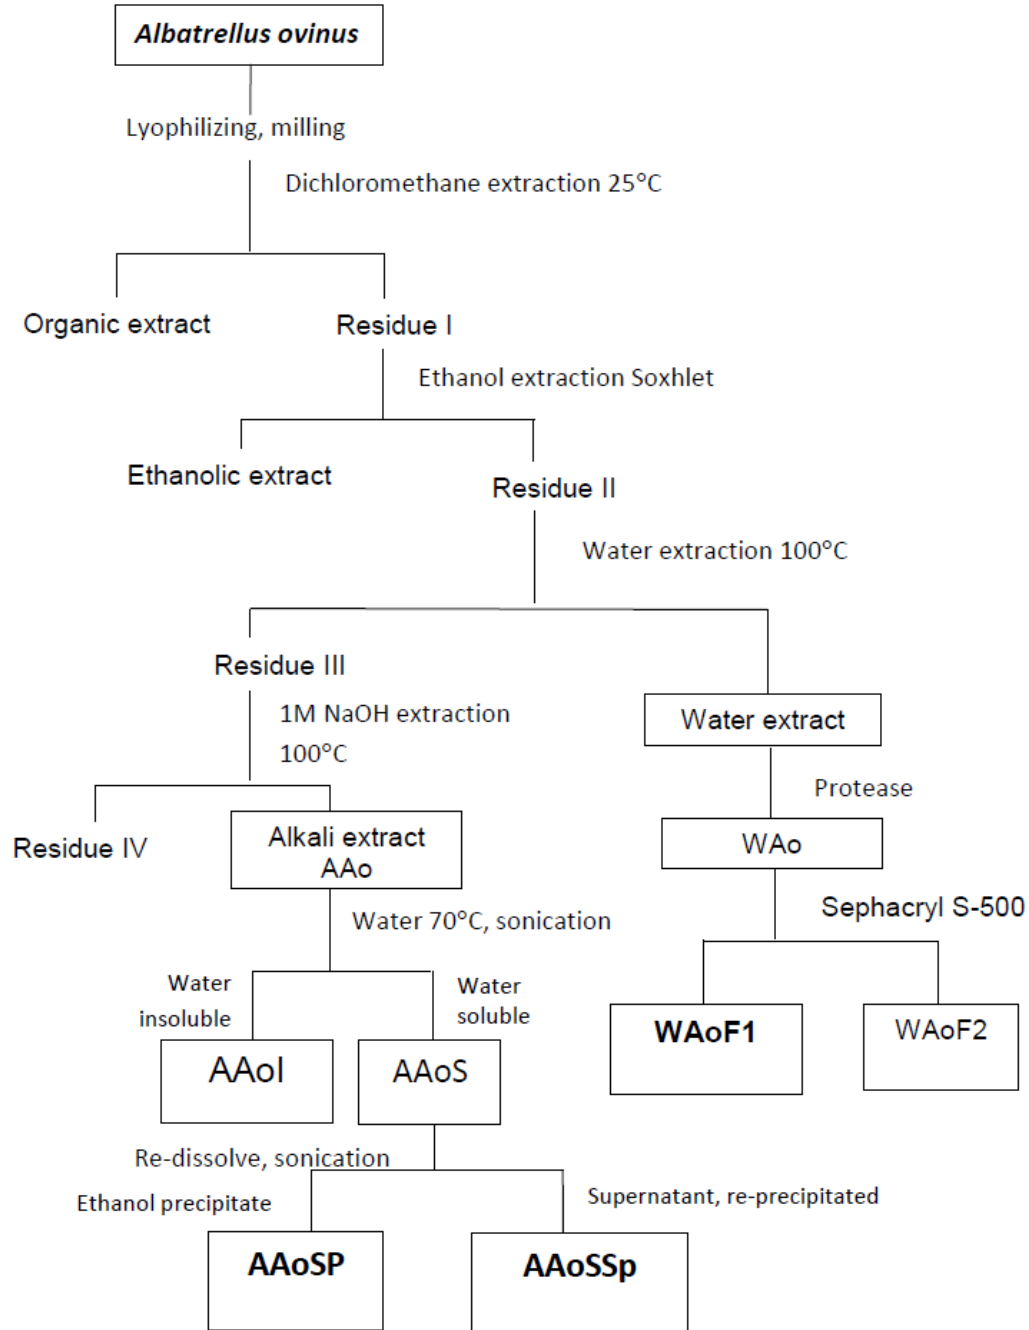 Albatrellus ovinus
Lyophilizing, milling
Dichloromethane extraction 25°C
Organic extract
Residue I
Ethanol extraction Soxhlet
Ethanolic extract
Residue II
Water extraction 100°C
Residue III
1M NaOH extraction
100°C
Water extract
Protease
Residue IV
Alkali extract
AAo
WAo
Sephacryl S-500
Water 70°C, sonication
Water
insoluble
Water
soluble
WAoF1
WAoF2
AAoI
AAoS
Re-dissolve, sonication
Ethanol precipitate
Supernatant, re-precipitated
AAoSP
AAoSSp